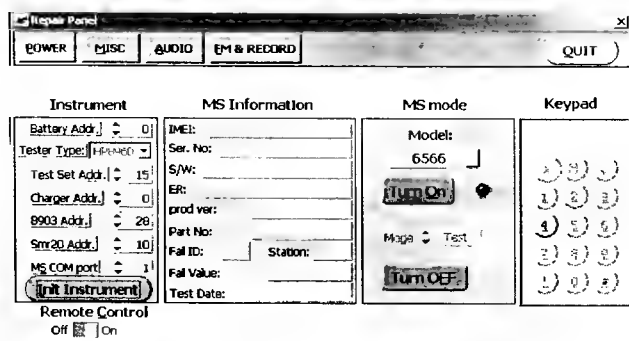 Repair Panel
POWER MISC AUDIO FM & RECORD QUIT
Instrument MS Information MS mode Keypad
Battery Addr. 0
Tester Type:
Test Set Addr. 15
Charger Addr. 0
8903 Addr. 28
Smr20 Addr. 10
MS COM port 1
Init Instrument
Remote Control
Off On
IMEI:
Ser. No:
S/W:
ER:
prod ver:
Part No:
Fal ID: Station:
Fal Value:
Test Date:
Model:
6566
Turn On
Mode Test
Turn OFF
4